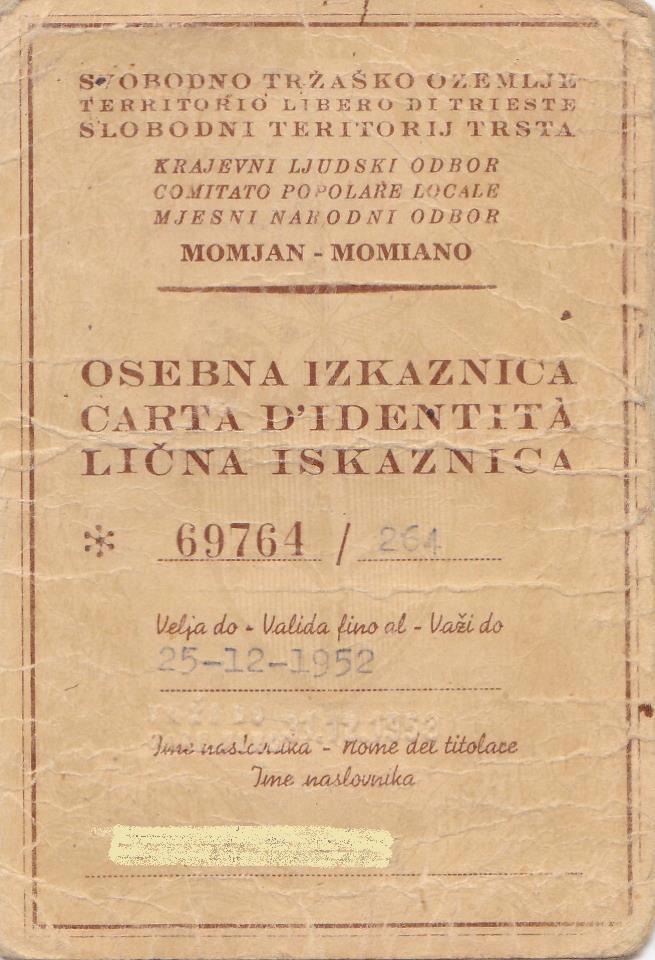 SVOBODNO TRŽAŠKO OZEMLJE
TERRITORIO LIBERO DI TRIESTE
SLOBODNI TERITORIJ TRSTA
KRAJEVNI LJUDSKI ODBOR
COMITATO POPOLARE LOCALE
MJESNI NARODNI ODBOR
MOMJAN - MOMIANO
OSEBNA IZKAZNICA
CARTA D'IDENTITÀ
LIČNA ISKAZNICA
* 69764 / 264
Velja do - Valida fino al - Važi do
25-12-1952
Ime naslovnika - nome del titolare
Ime naslovnika